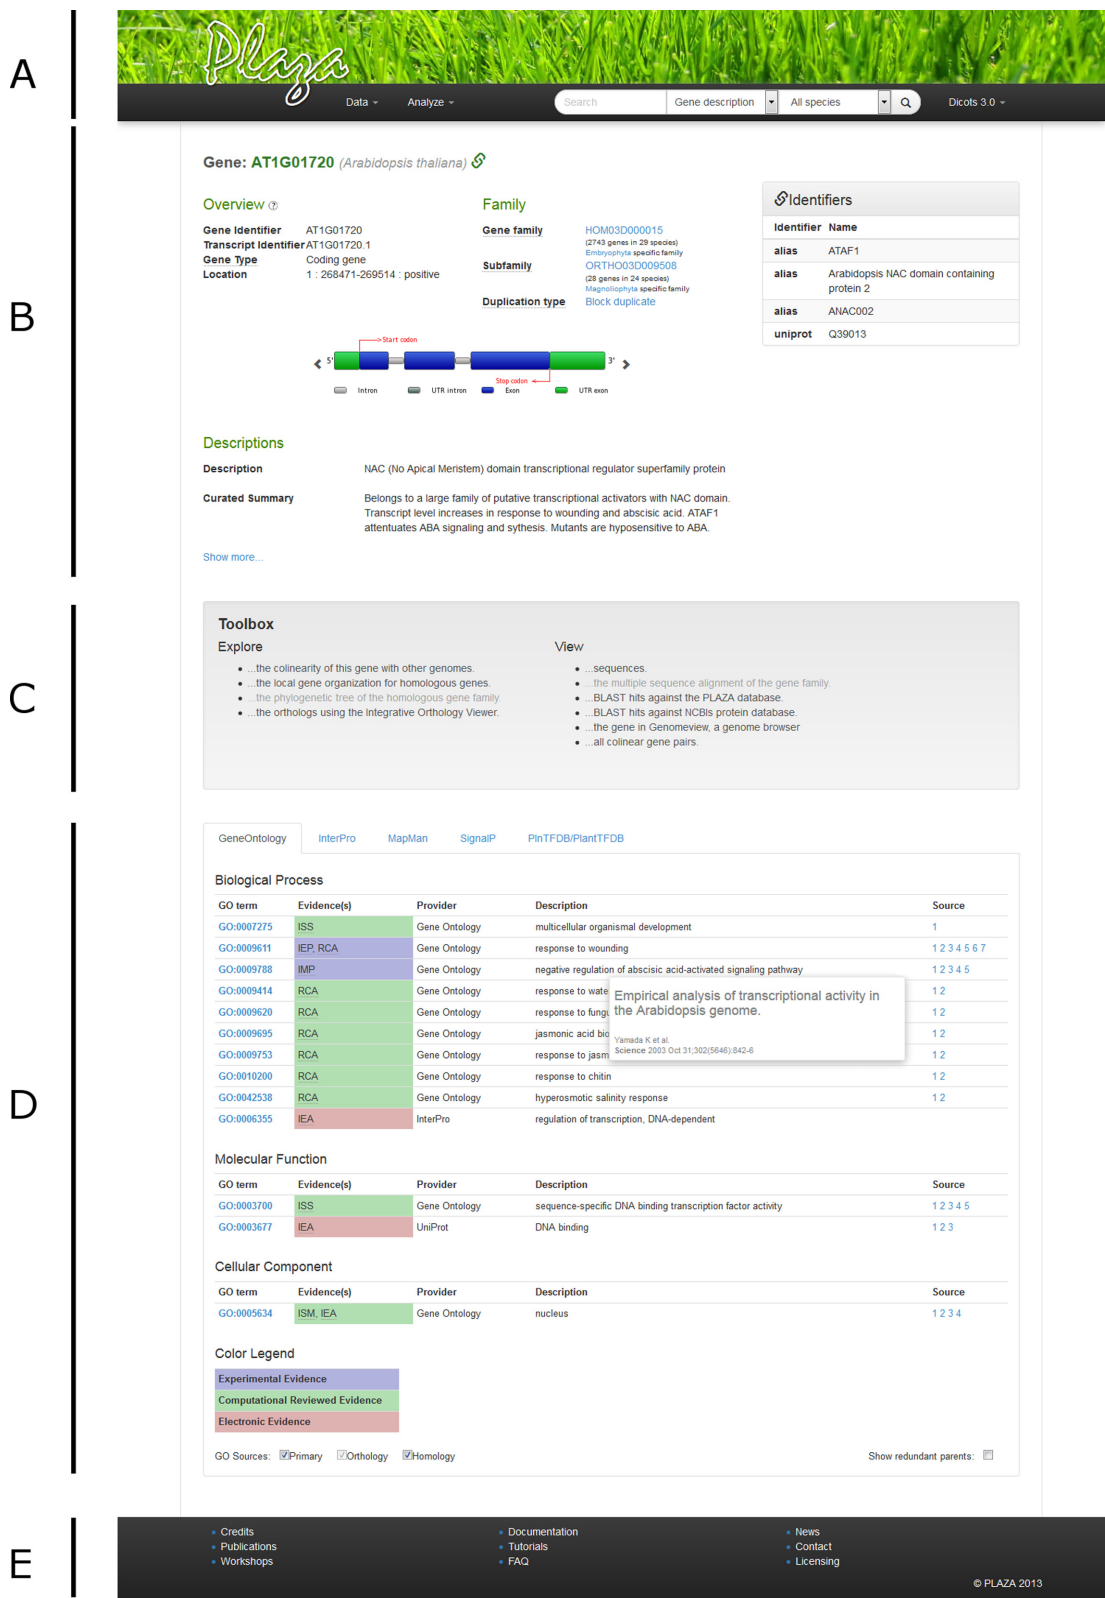 A
Plaza
Data
Analyze
Search
Gene description
All species
Dicots 3.0
B
Gene: AT1G01720 (Arabidopsis thaliana)
Overview ?
Gene Identifier AT1G01720
Transcript Identifier AT1G01720.1
Gene Type Coding gene
Location 1 : 268471-269514 : positive
Family
Gene family HOM03D000015
(2743 genes in 29 species)
Embryophyta specific family
Subfamily ORTHO03D009508
(28 genes in 24 species)
Magnoliophyta specific family
Duplication type Block duplicate
Identifiers
Identifier Name
alias ATAF1
alias Arabidopsis NAC domain containing
protein 2
alias ANAC002
uniprot Q39013
Start codon
5' 3'
Stop codon
Intron UTR intron Exon UTR exon
Descriptions
Description NAC (No Apical Meristem) domain transcriptional regulator superfamily protein
Curated Summary Belongs to a large family of putative transcriptional activators with NAC domain.
Transcript level increases in response to wounding and abscisic acid. ATAF1
attentuates ABA signaling and sythesis. Mutants are hyposensitive to ABA.
Show more...
C
Toolbox
Explore
...the colinearity of this gene with other genomes.
...the local gene organization for homologous genes.
...the phylogenetic tree of the homologous gene family.
...the orthologs using the Integrative Orthology Viewer.
View
...sequences.
...the multiple sequence alignment of the gene family.
...BLAST hits against the PLAZA database.
...BLAST hits against NCBIs protein database.
...the gene in Genomeview, a genome browser
...all colinear gene pairs.
D
GeneOntology InterPro MapMan SignalP PlnTFDB/PlantTFDB
Biological Process
GO term Evidence(s) Provider Description Source
GO:0007275 ISS Gene Ontology multicellular organismal development 1
GO:0009611 IEP, RCA Gene Ontology response to wounding 1 2 3 4 5 6 7
GO:0009788 IMP Gene Ontology negative regulation of abscisic acid-activated signaling pathway 1 2 3 4 5
GO:0009414 RCA Gene Ontology response to wate 1 2
GO:0009620 RCA Gene Ontology response to fungu 1 2
GO:0009695 RCA Gene Ontology jasmonic acid bio 1 2
GO:0009753 RCA Gene Ontology response to jasm 1 2
GO:0010200 RCA Gene Ontology response to chitin 1 2
GO:0042538 RCA Gene Ontology hyperosmotic salinity response 1 2
GO:0006355 IEA InterPro regulation of transcription, DNA-dependent
Empirical analysis of transcriptional activity in
the Arabidopsis genome.
Yamada K et al.
Science 2003 Oct 31;302(5646):842-6
Molecular Function
GO term Evidence(s) Provider Description Source
GO:0003700 ISS Gene Ontology sequence-specific DNA binding transcription factor activity 1 2 3 4 5
GO:0003677 IEA UniProt DNA binding 1 2 3
Cellular Component
GO term Evidence(s) Provider Description Source
GO:0005634 ISM, IEA Gene Ontology nucleus 1 2 3 4
Color Legend
Experimental Evidence
Computational Reviewed Evidence
Electronic Evidence
GO Sources: Primary Orthology Homology
Show redundant parents:
E
Credits
Publications
Workshops
Documentation
Tutorials
FAQ
News
Contact
Licensing
© PLAZA 2013